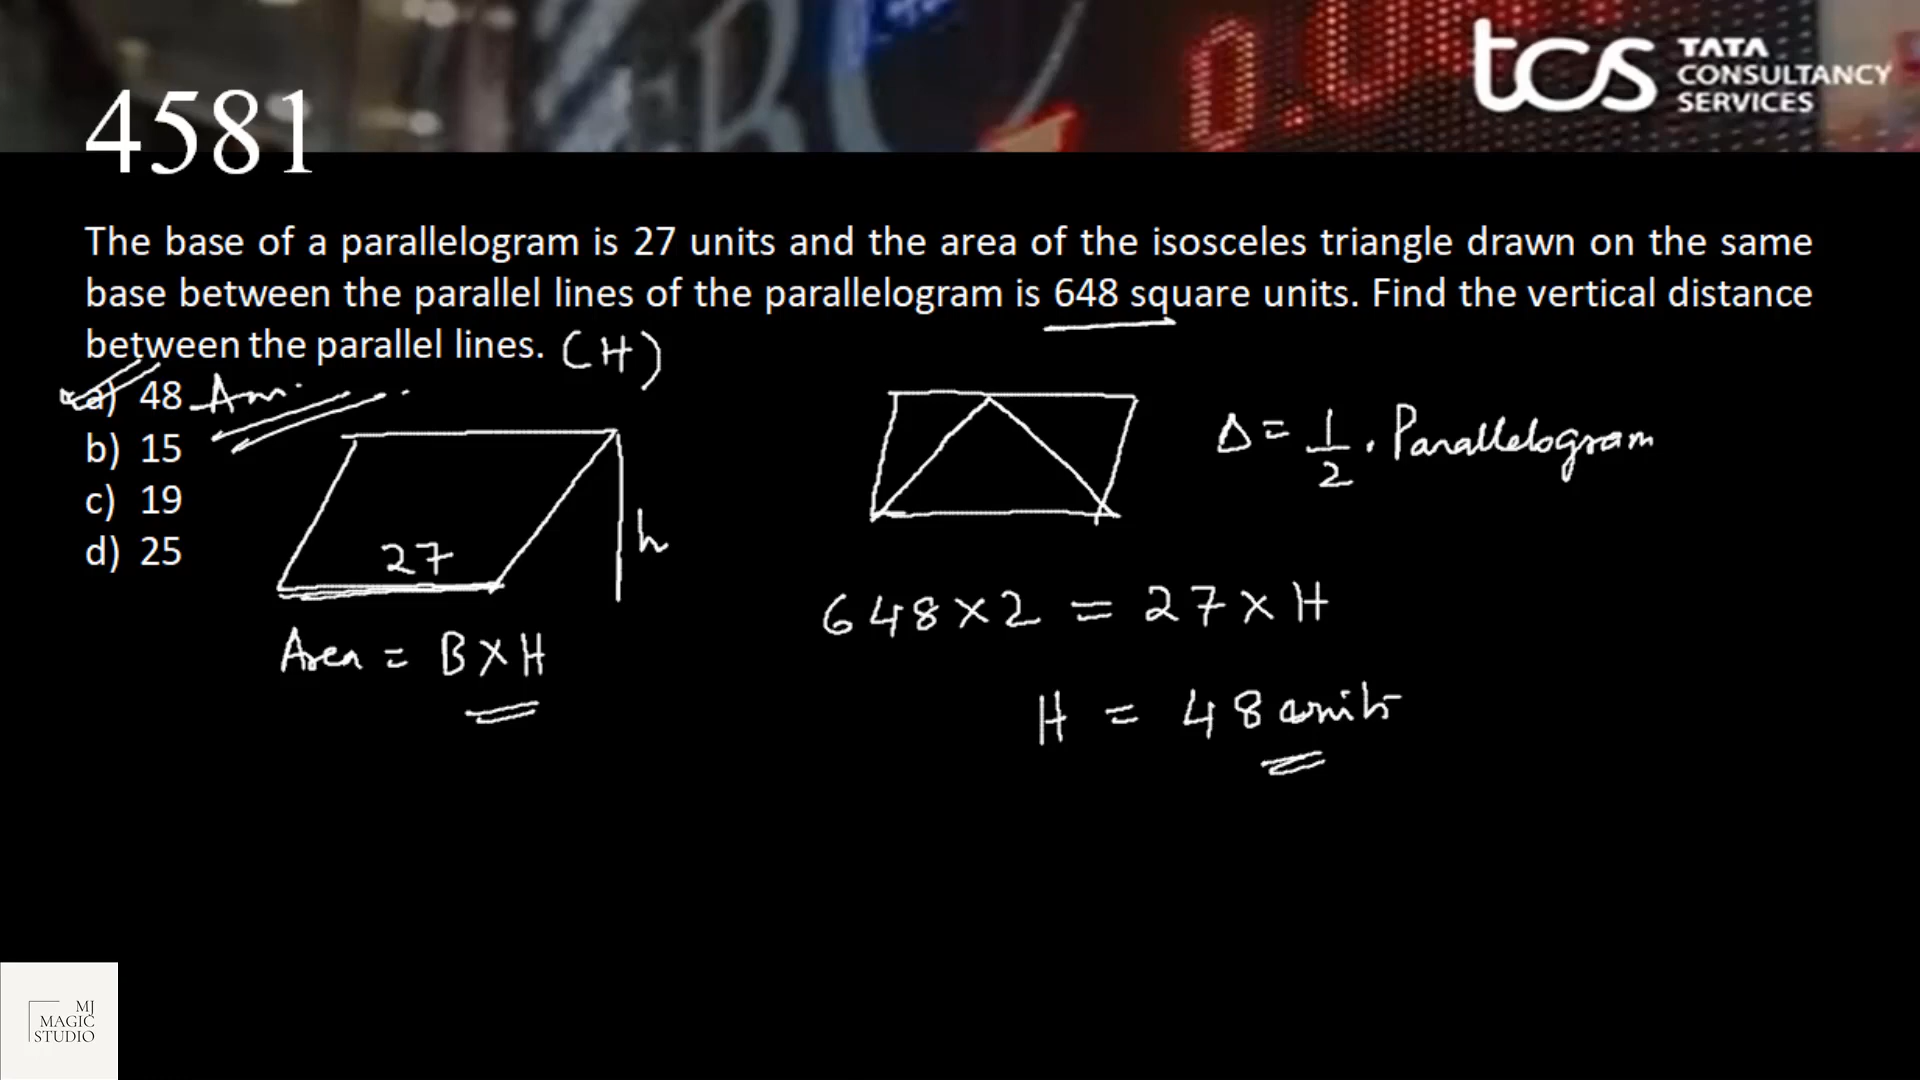 tcs TATA
CONSULTANCY
SERVICES
4581
The base of a parallelogram is 27 units and the area of the isosceles triangle drawn on the same
base between the parallel lines of the parallelogram is 648 square units. Find the vertical distance
between the parallel lines. (H)
a) 48 Ans.
b) 15
c) 19
d) 25
27
h
Area = B×H
Δ = 1/2 . Parallelogram
648×2 = 27×H
H = 48 units
MJ
MAGIC
STUDIO